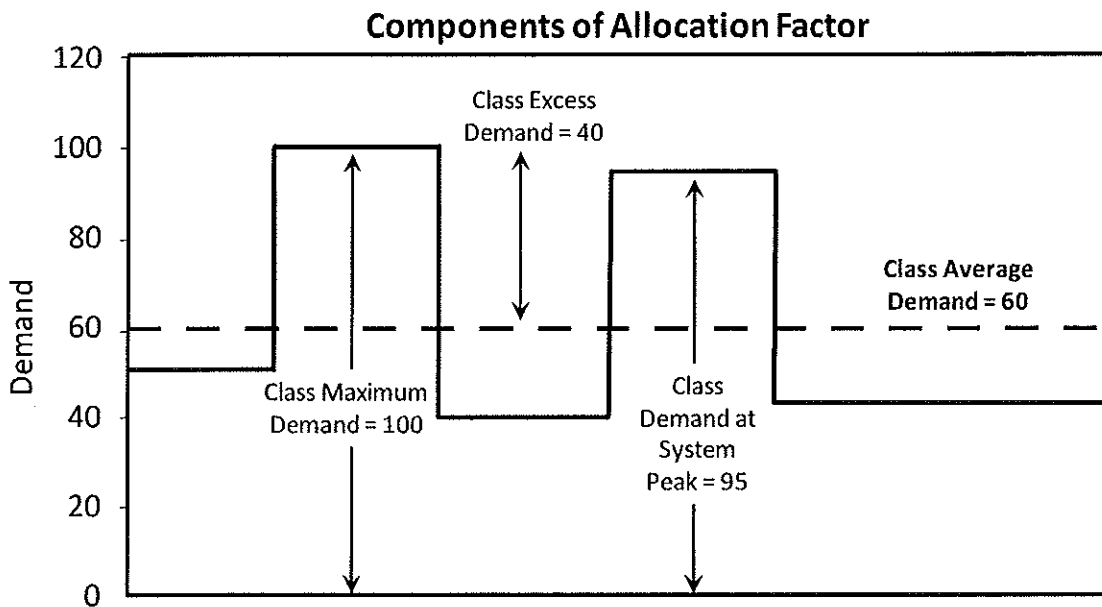 Components of Allocation Factor
120
100
80
60
40
20
0
Demand
Class Excess
Demand = 40
Class Average
Demand = 60
Class Maximum
Demand = 100
Class
Demand at
System
Peak = 95